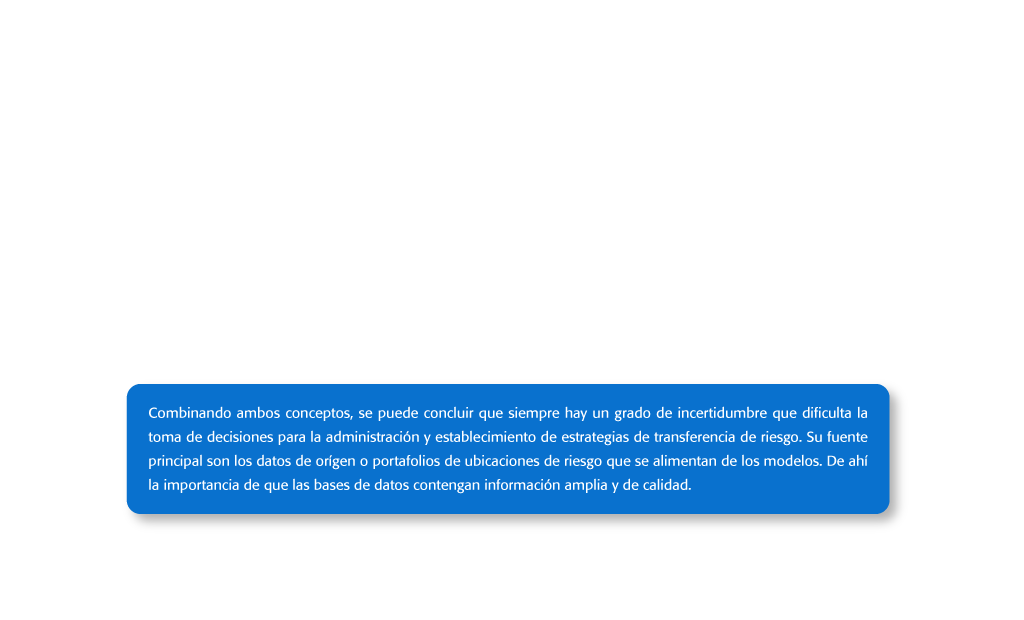 Combinando ambos conceptos, se puede concluir que siempre hay un grado de incertidumbre que dificulta la
toma de decisiones para la administración y establecimiento de estrategias de transferencia de riesgo. Su fuente
principal son los datos de orígen o portafolios de ubicaciones de riesgo que se alimentan de los modelos. De ahí
la importancia de que las bases de datos contengan información amplia y de calidad.